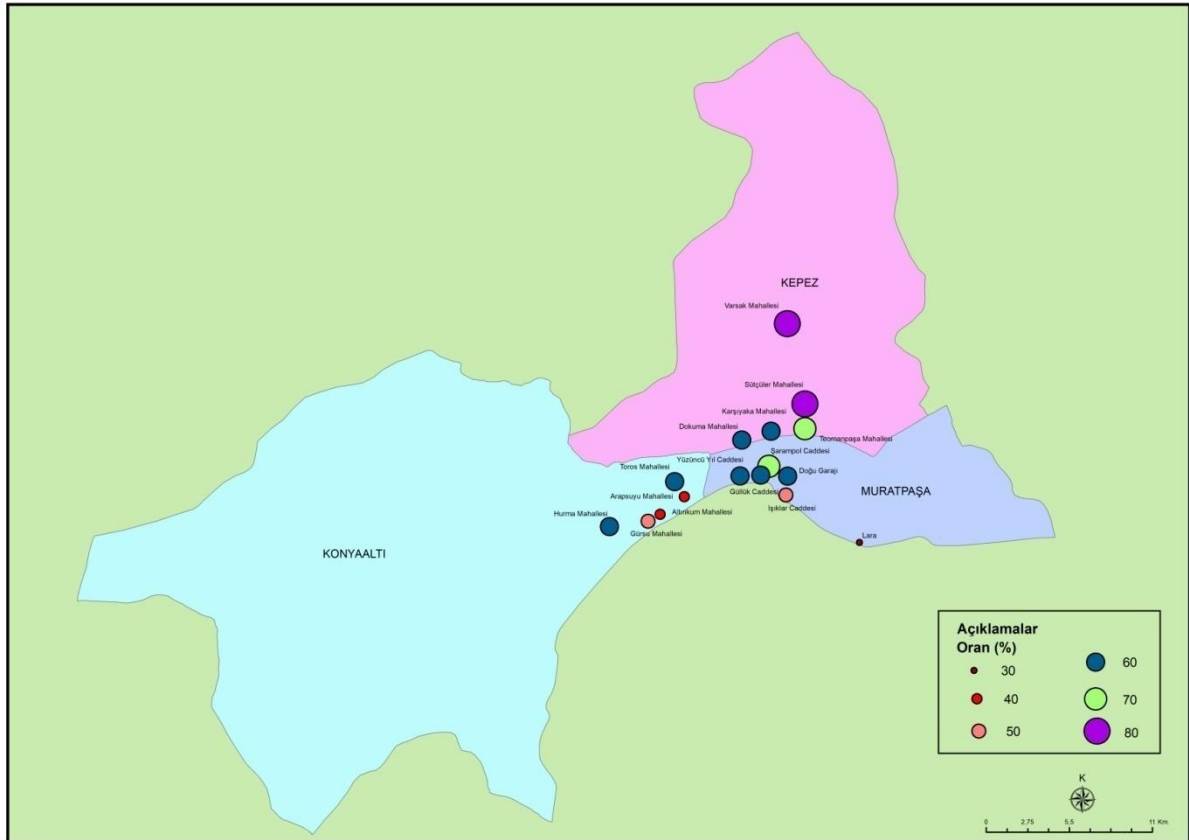 KEPEZ
Varsak Mahallesi
Sütçüler Mahallesi
Karşıyaka Mahallesi
Dokuma Mahallesi
Teomanpaşa Mahallesi
Şarampol Caddesi
Yüzüncü Yıl Caddesi
Toros Mahallesi
Doğu Garajı
MURATPAŞA
Güllük Caddesi
Arapsuyu Mahallesi
Işıklar Caddesi
Hurma Mahallesi
Altınkum Mahallesi
Gürsu Mahallesi
Lara
KONYAALTI
Açıklamalar
Oran (%)
30
40
50
60
70
80
K
0 2,75 5,5 11 Km.